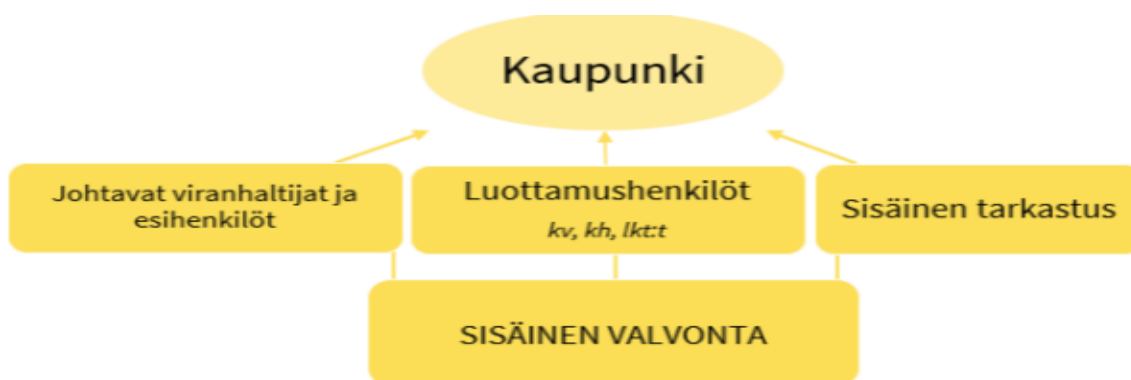 Kaupunki
Johtavat viranhaltijat ja
esihenkilöt
Luottamushenkilöt
kv, kh, lkt:t
Sisäinen tarkastus
SISÄINEN VALVONTA